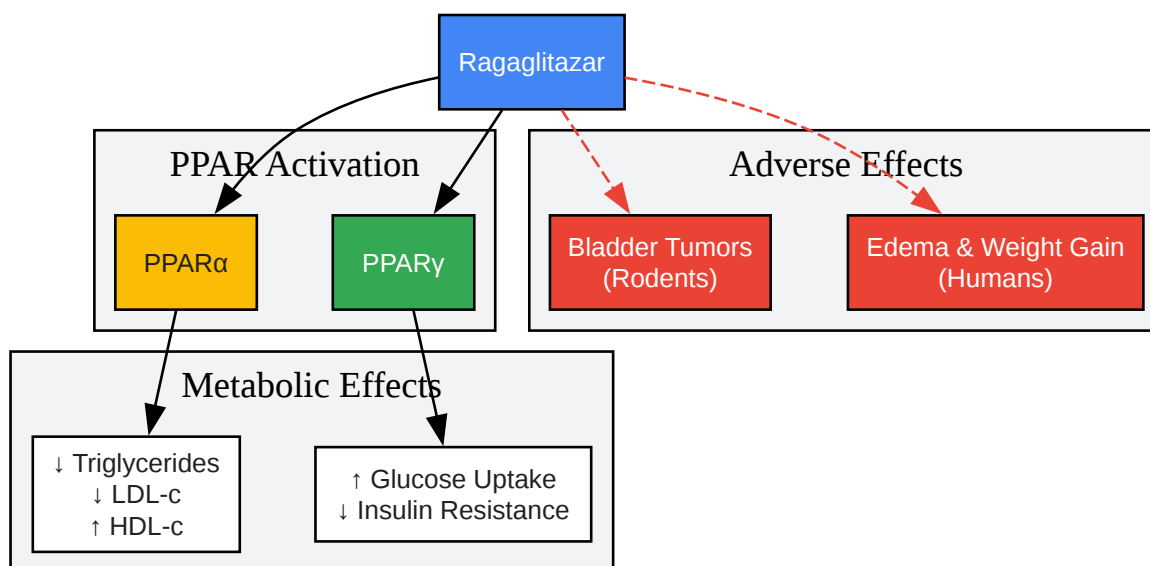 Ragaglitazar
PPAR Activation
Adverse Effects
PPARα
PPARγ
Bladder Tumors
(Rodents)
Edema & Weight Gain
(Humans)
Metabolic Effects
↓ Triglycerides
↓ LDL-c
↑ HDL-c
↑ Glucose Uptake
↓ Insulin Resistance